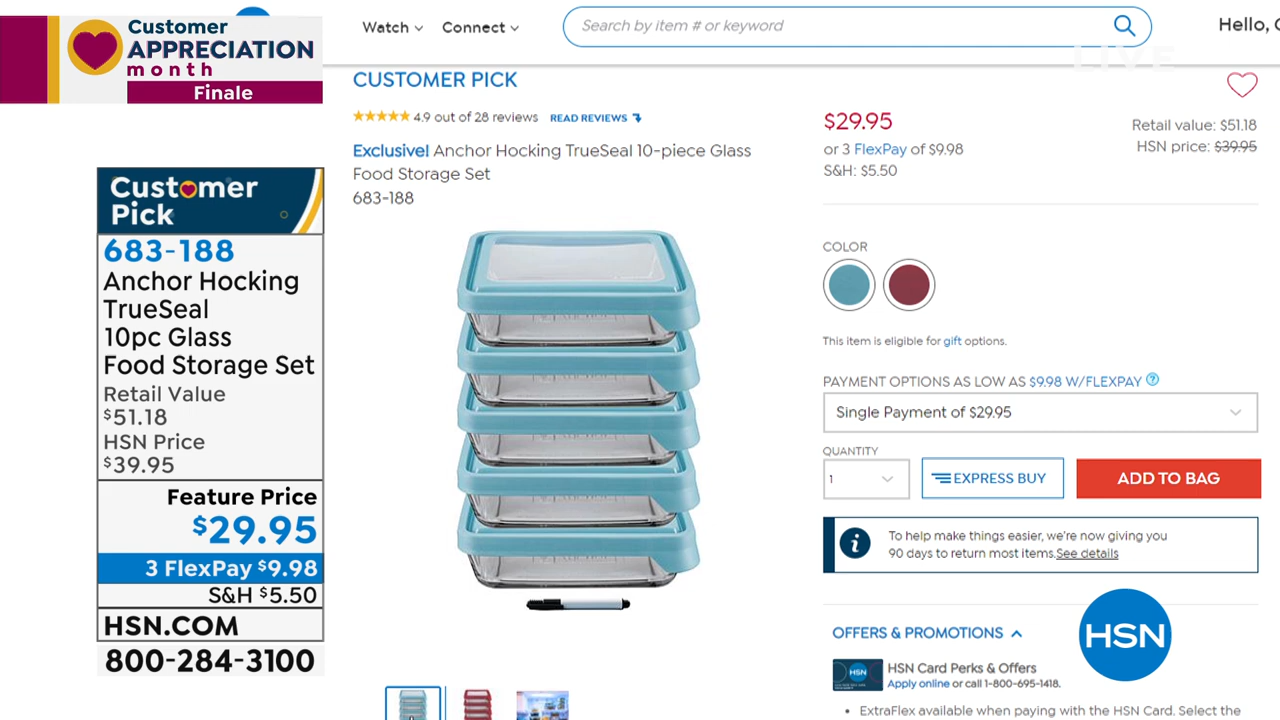 Customer
APPRECIATION
month
Finale
Watch
Connect
Search by item # or keyword
Hello,
LIVE
Customer
Pick
683-188
Anchor Hocking
TrueSeal
10pc Glass
Food Storage Set
Retail Value
$51.18
HSN Price
$39.95
Feature Price
$29.95
3 FlexPay $9.98
S&H $5.50
HSN.COM
800-284-3100
CUSTOMER PICK
4.9 out of 28 reviews READ REVIEWS
Exclusive! Anchor Hocking TrueSeal 10-piece Glass
Food Storage Set
683-188
$29.95
or 3 FlexPay of $9.98
S&H: $5.50
Retail value: $51.18
HSN price: $39.95
COLOR
This item is eligible for gift options.
PAYMENT OPTIONS AS LOW AS $9.98 W/FLEXPAY ?
Single Payment of $29.95
QUANTITY
1
EXPRESS BUY
ADD TO BAG
i
To help make things easier, we're now giving you
90 days to return most items.See details
OFFERS & PROMOTIONS
HSN
HSN
HSN Card Perks & Offers
Apply online or call 1-800-695-1418.
• ExtraFlex available when paying with the HSN Card. Select the